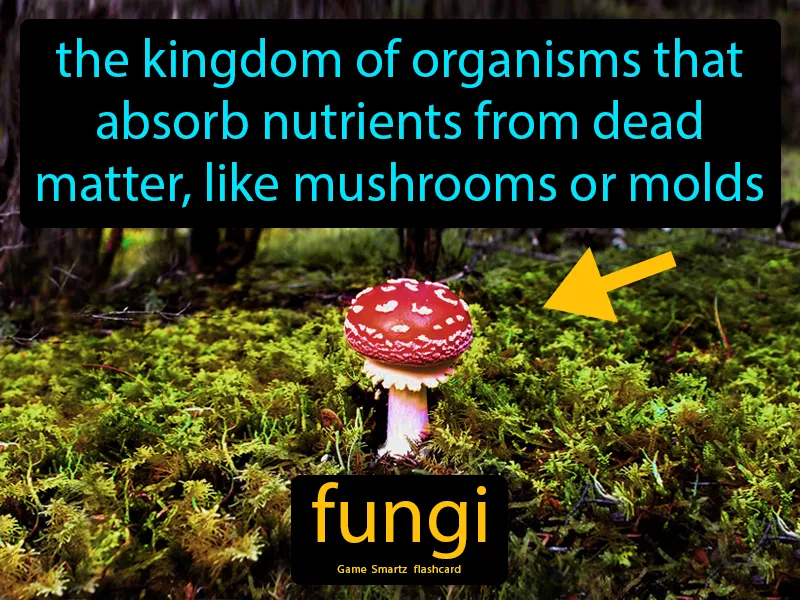 the kingdom of organisms that
absorb nutrients from dead
matter, like mushrooms or molds
fungi
Game Smartz flashcard